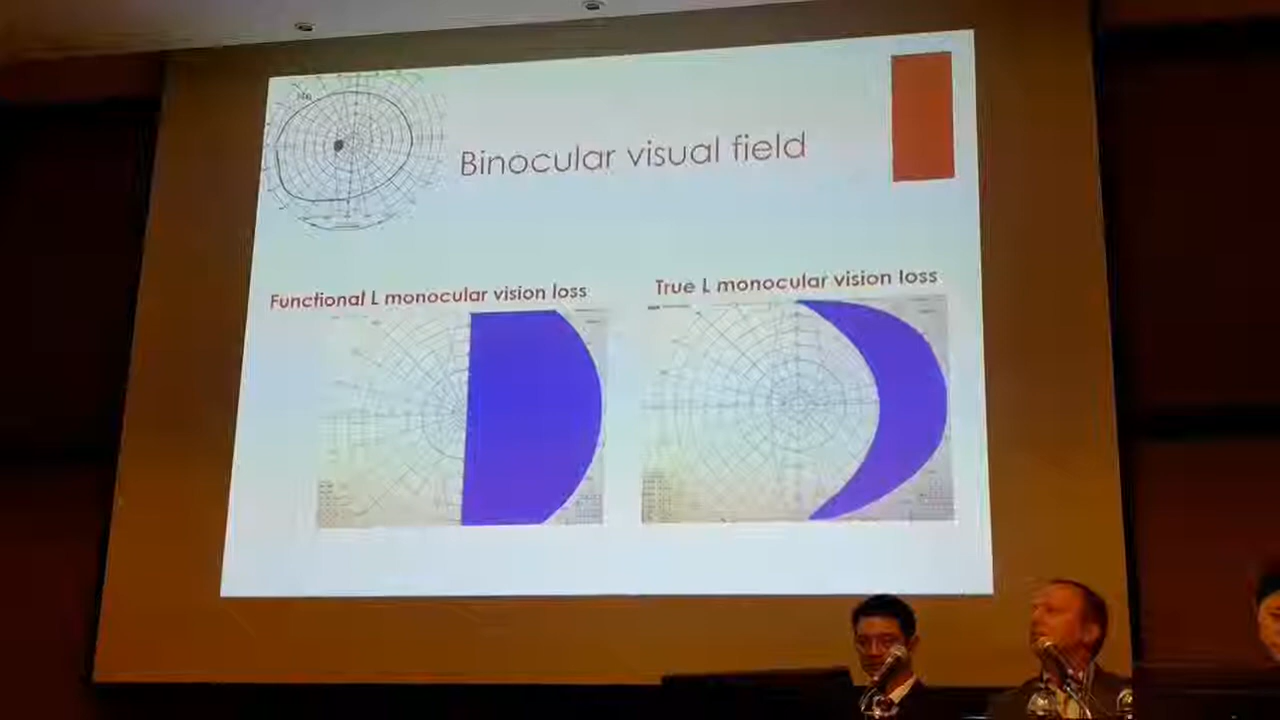 Binocular visual field
Functional L monocular vision loss
True L monocular vision loss